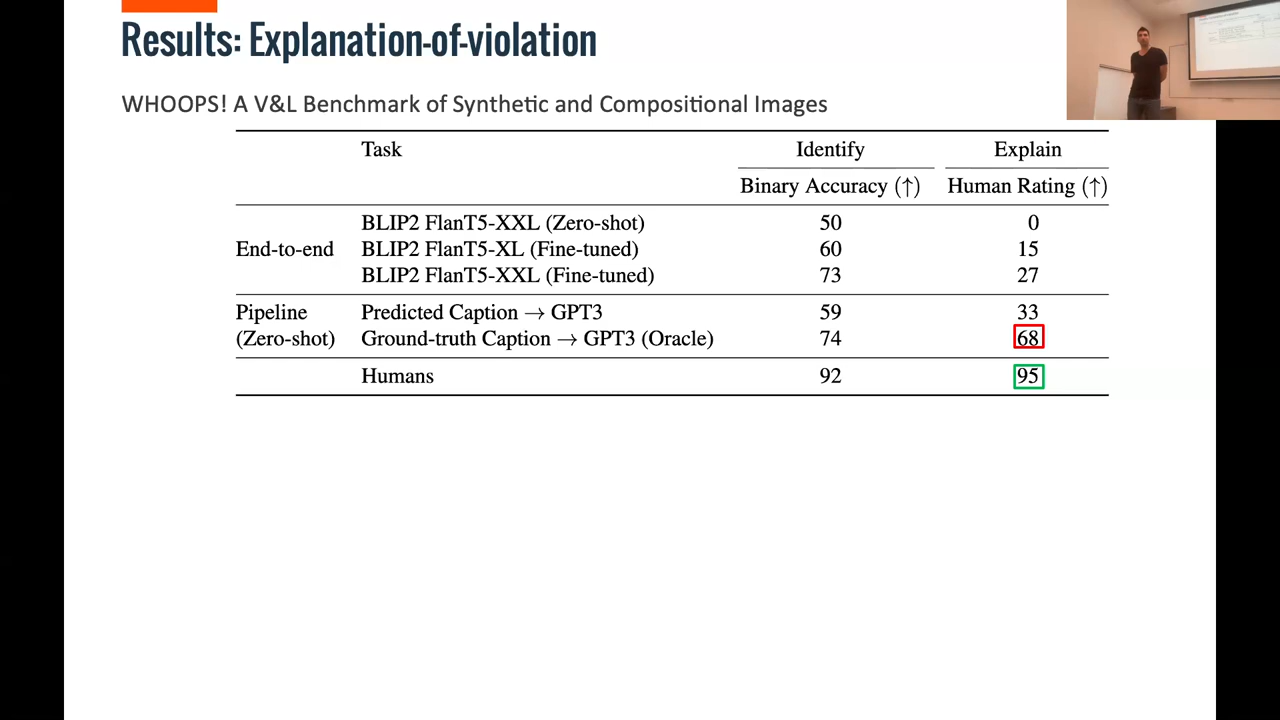 Results: Explanation-of-violation
WHOOPS! A V&L Benchmark of Synthetic and Compositional Images
Task Identify Explain
Binary Accuracy (↑) Human Rating (↑)
BLIP2 FlanT5-XXL (Zero-shot) 50 0
End-to-end BLIP2 FlanT5-XL (Fine-tuned) 60 15
BLIP2 FlanT5-XXL (Fine-tuned) 73 27
Pipeline Predicted Caption → GPT3 59 33
(Zero-shot) Ground-truth Caption → GPT3 (Oracle) 74 68
Humans 92 95